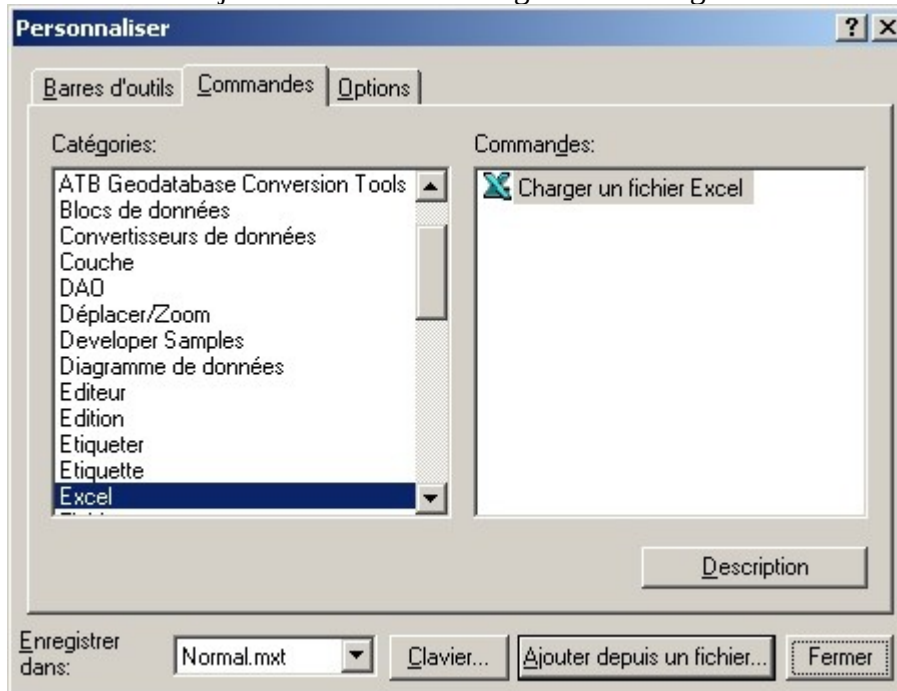 Personnaliser
Barres d'outils Commandes Options
Catégories:
ATB Geodatabase Conversion Tools
Blocs de données
Convertisseurs de données
Couche
DAO
Déplacer/Zoom
Developer Samples
Diagramme de données
Editeur
Edition
Etiqueter
Etiquette
Excel
Commandes:
Charger un fichier Excel
Description
Enregistrer
dans:
Normal.mxt
Clavier...
Ajouter depuis un fichier...
Fermer